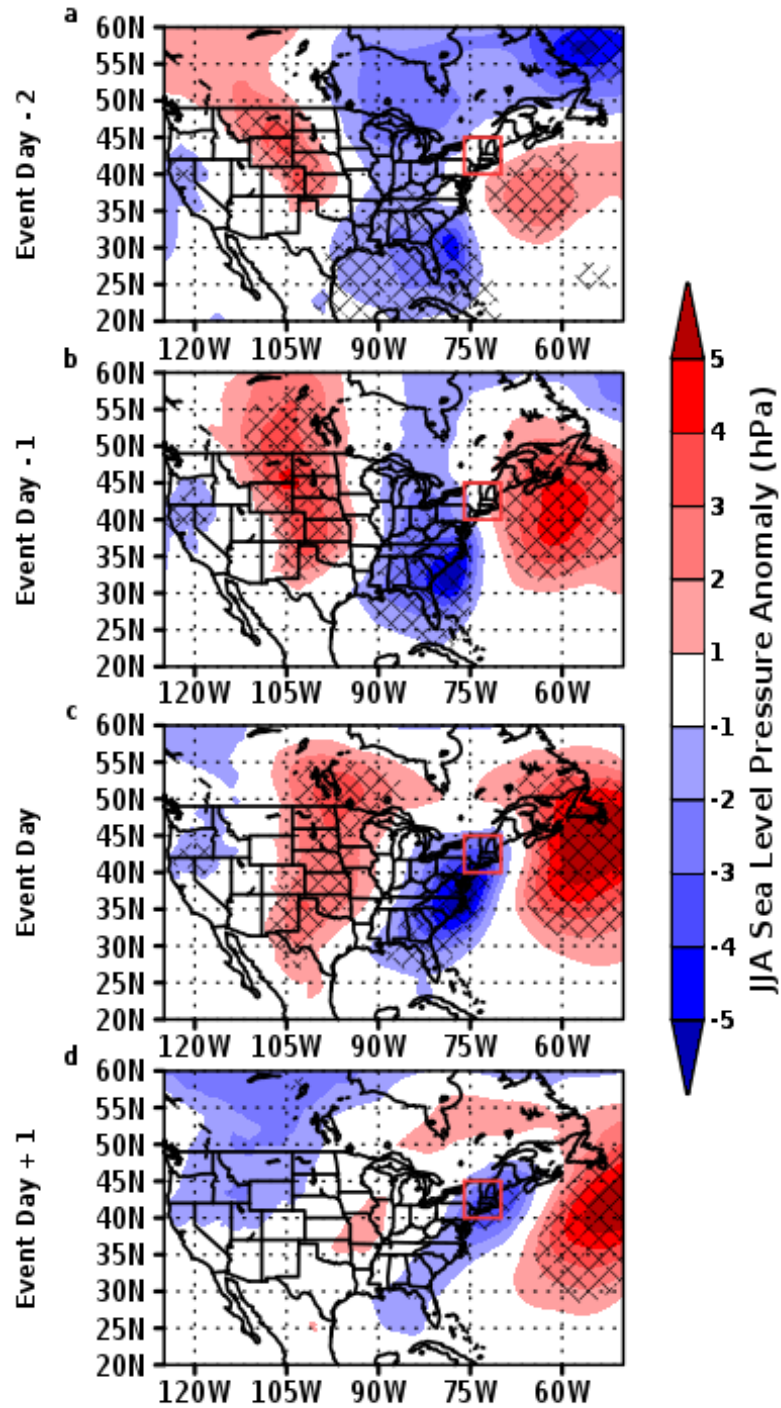 a
Event Day - 2
60N
55N
50N
45N
40N
35N
30N
25N
20N
120W 105W 90W 75W 60W
b
Event Day - 1
60N
55N
50N
45N
40N
35N
30N
25N
20N
120W 105W 90W 75W 60W
c
Event Day
60N
55N
50N
45N
40N
35N
30N
25N
20N
120W 105W 90W 75W 60W
d
Event Day + 1
60N
55N
50N
45N
40N
35N
30N
25N
20N
120W 105W 90W 75W 60W
5
4
3
2
1
-1
-2
-3
-4
-5
JJA Sea Level Pressure Anomaly (hPa)